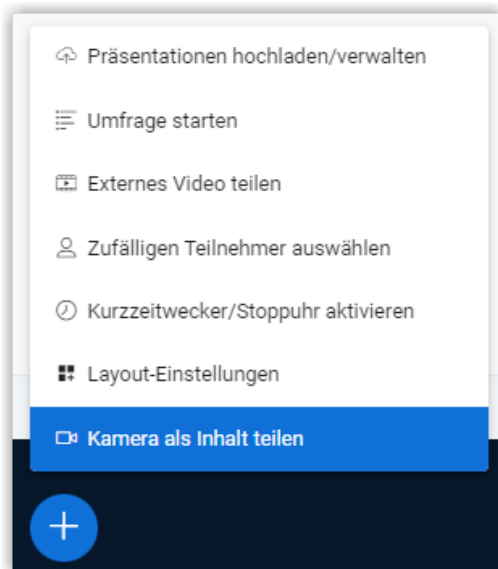 Präsentationen hochladen/verwalten
Umfrage starten
Externes Video teilen
Zufälligen Teilnehmer auswählen
Kurzzeitwecker/Stoppuhr aktivieren
Layout-Einstellungen
Kamera als Inhalt teilen